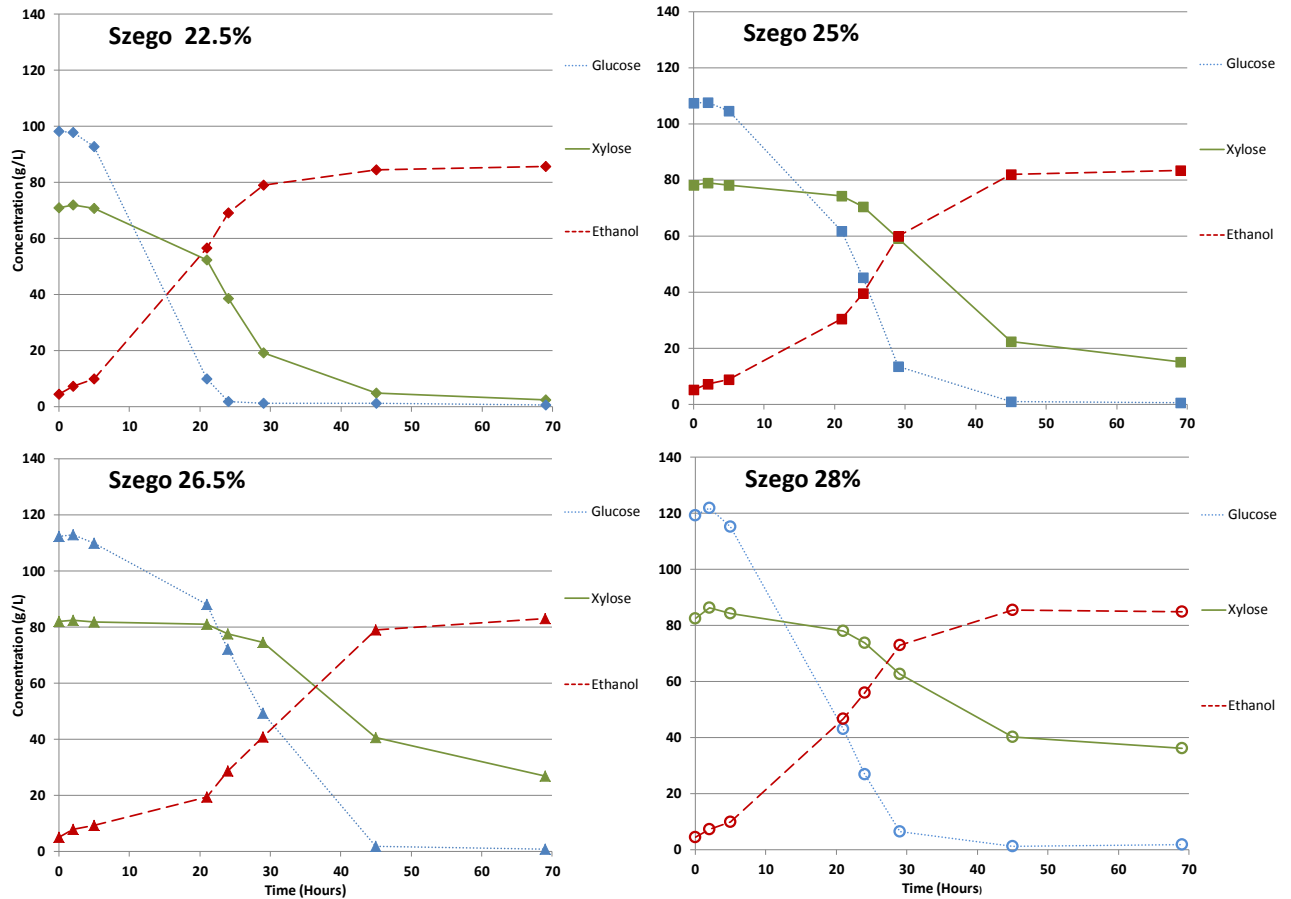 Szego 22.5%
140
120
100
80
60
40
20
0
Concentration (g/L)
0 10 20 30 40 50 60 70
Glucose
Xylose
Ethanol
Szego 25%
140
120
100
80
60
40
20
0
0 10 20 30 40 50 60 70
Glucose
Xylose
Ethanol
Szego 26.5%
140
120
100
80
60
40
20
0
Concentration (g/L)
0 10 20 30 40 50 60 70
Time (Hours)
Glucose
Xylose
Ethanol
Szego 28%
140
120
100
80
60
40
20
0
0 10 20 30 40 50 60 70
Time (Hours)
Glucose
Xylose
Ethanol